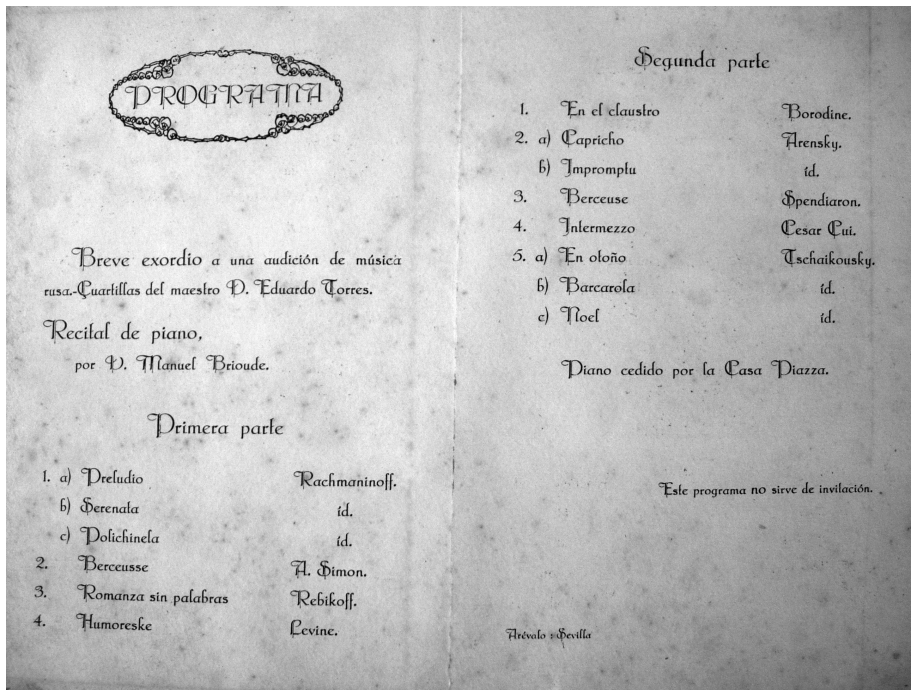 PROGRAMA
Breve exordio a una audición de música
rusa.-Cuartillas del maestro D. Eduardo Torres.
Recital de piano,
por D. Manuel Brioude.
Primera parte
1. a) Preludio Rachmaninoff.
b) Serenata íd.
c) Polichinela íd.
2. Berceusse A. Simon.
3. Romanza sin palabras Rebikoff.
4. Humoreske Levine.
Segunda parte
1. En el claustro Borodine.
2. a) Capricho Arensky.
b) Impromptu íd.
3. Berceuse Spendiaron.
4. Intermezzo Cesar Cui.
5. a) En otoño Tschaikousky.
b) Barcarola íd.
c) Noel íd.
Piano cedido por la Casa Piazza.
Este programa no sirve de invitación.
Arévalo : Sevilla